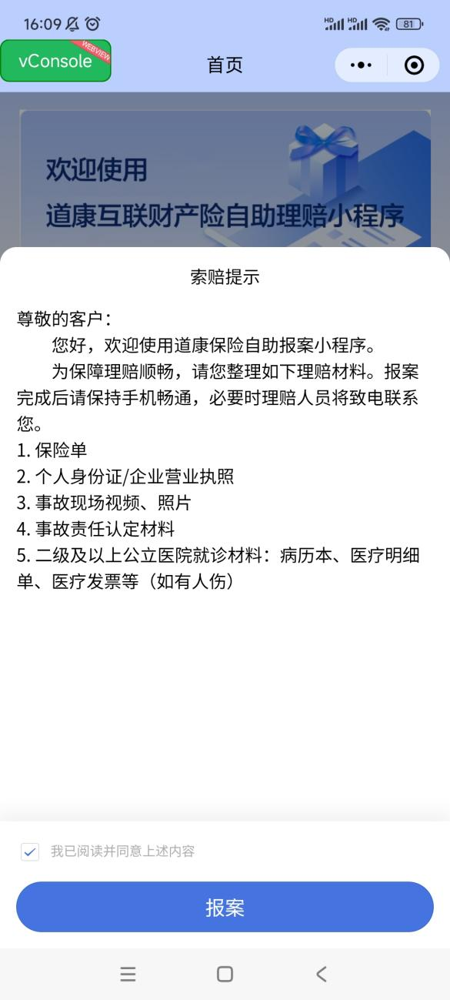 16:09
HD HD 81
vConsole
WEBVIEW
首页
欢迎使用
道康互联财产险自助理赔小程序
索赔提示
尊敬的客户：
您好，欢迎使用道康保险自助报案小程序。
为保障理赔顺畅，请您整理如下理赔材料。报案
完成后请保持手机畅通，必要时理赔人员将致电联系
您。
1. 保险单
2. 个人身份证/企业营业执照
3. 事故现场视频、照片
4. 事故责任认定材料
5. 二级及以上公立医院就诊材料：病历本、医疗明细
单、医疗发票等（如有人伤）
我已阅读并同意上述内容
报案